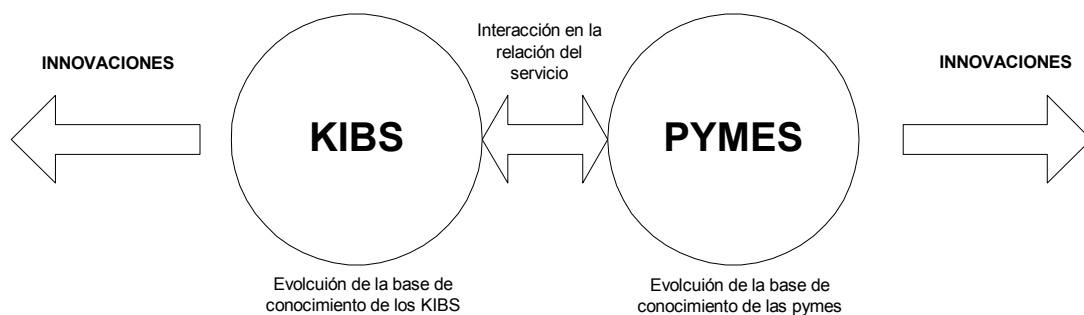 INNOVACIONES
KIBS
Evolcuión de la base de
conocimiento de los KIBS
Interacción en la
relación del
servicio
PYMES
Evolcuión de la base de
conocimiento de las pymes
INNOVACIONES